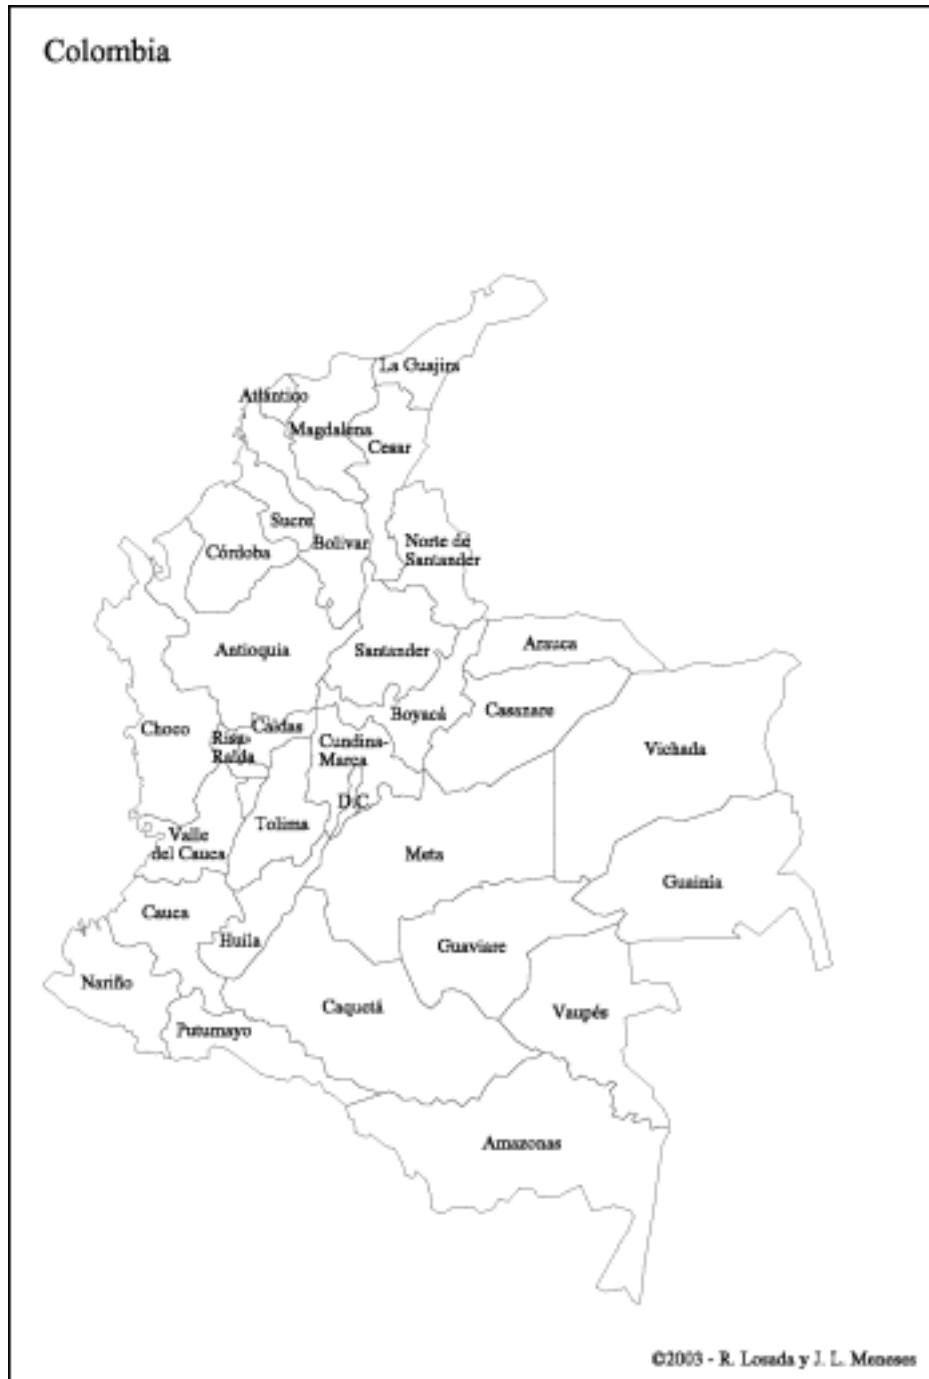 Colombia
La Guajira
Atlántico
Magdalena
Cesar
Sucre
Bolívar
Norte de
Santander
Córdoba
Antioquia
Santander
Arauca
Choco
Caldas
Boyacá
Casanare
Risa-
Ralda
Cundina-
Marca
Vichada
D.C.
Tolima
Valle
del Cauca
Meta
Guainía
Cauca
Huila
Guaviare
Nariño
Caquetá
Vaupés
Putumayo
Amazonas
©2003 - R. Losada y J. L. Meneses